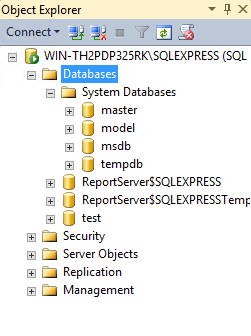 Object Explorer
Connect
WIN-TH2PDP325RK\SQLEXPRESS (SQL
Databases
System Databases
master
model
msdb
tempdb
ReportServer$SQLEXPRESS
ReportServer$SQLEXPRESSTemp
test
Security
Server Objects
Replication
Management